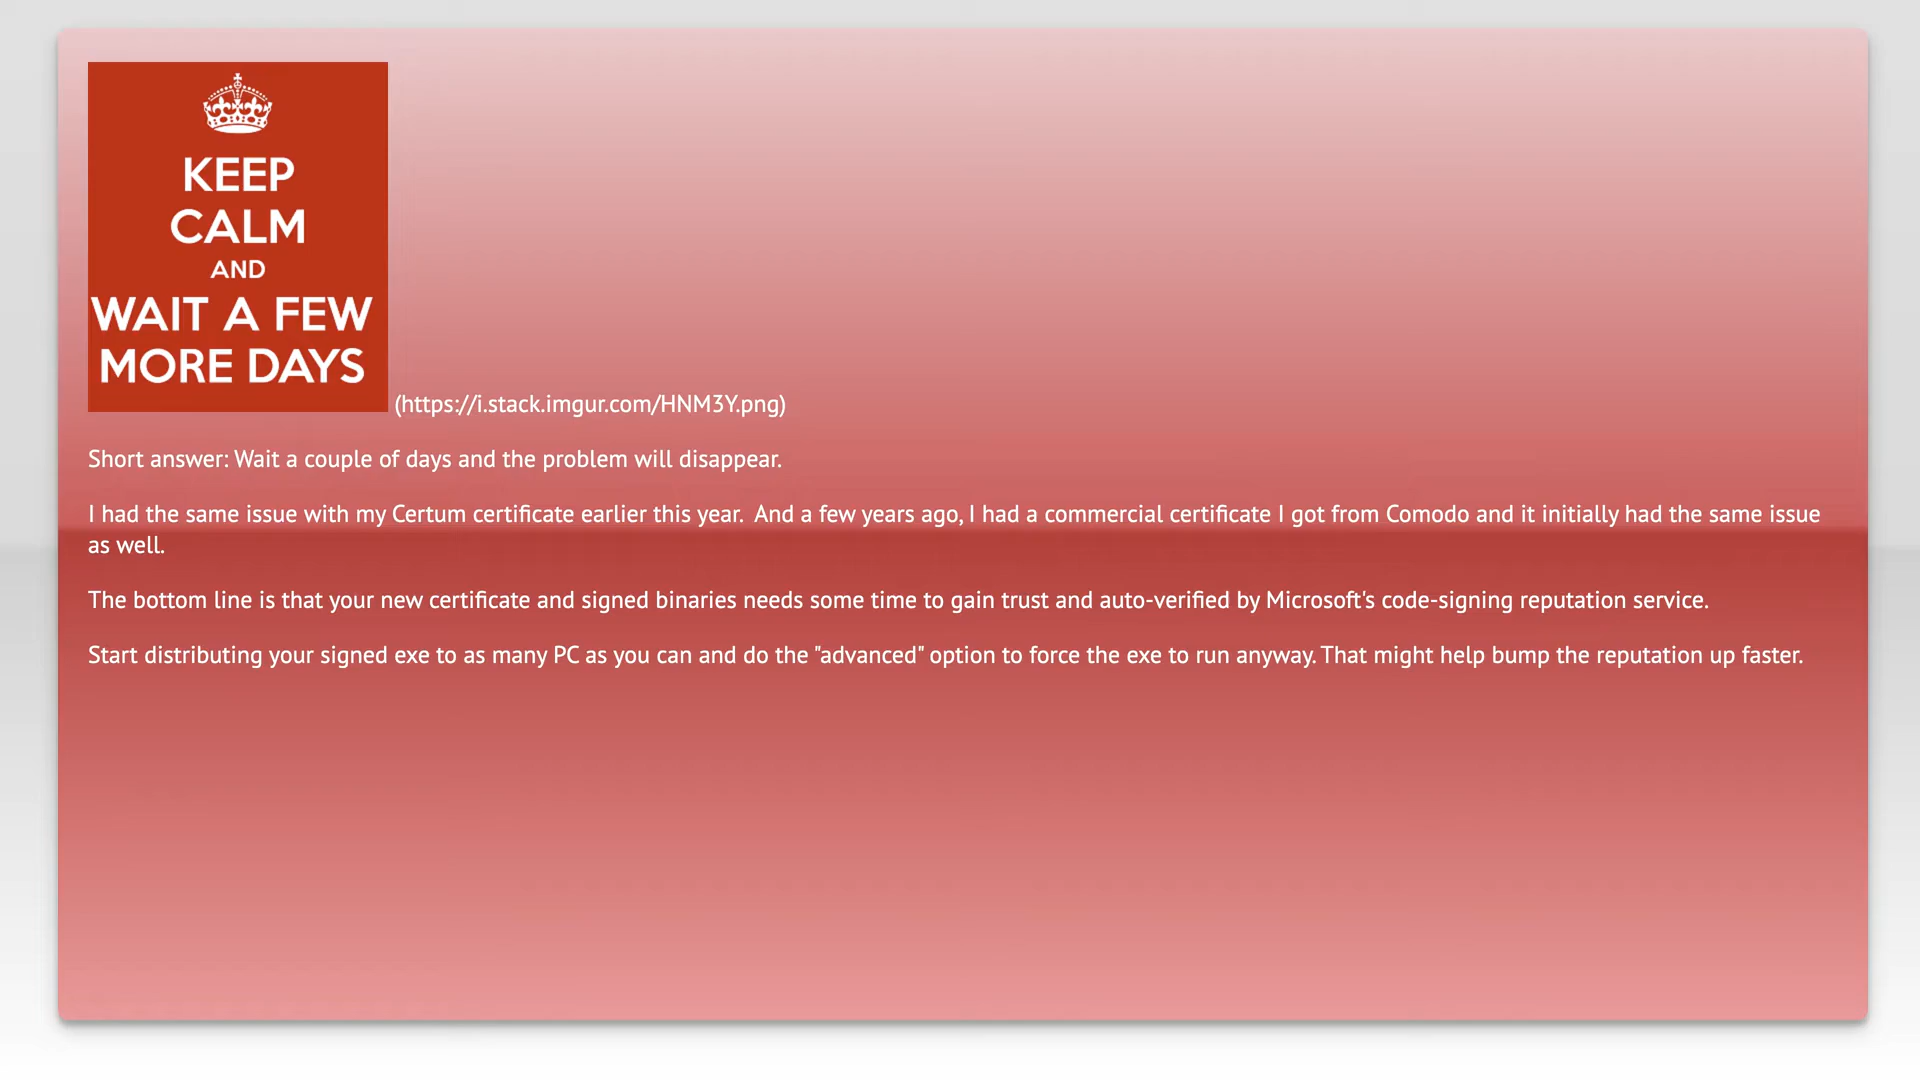 KEEP
CALM
AND
WAIT A FEW
MORE DAYS
(https://i.stack.imgur.com/HNM3Y.png)
Short answer: Wait a couple of days and the problem will disappear.
I had the same issue with my Certum certificate earlier this year.  And a few years ago, I had a commercial certificate I got from Comodo and it initially had the same issue
as well.
The bottom line is that your new certificate and signed binaries needs some time to gain trust and auto-verified by Microsoft's code-signing reputation service.
Start distributing your signed exe to as many PC as you can and do the "advanced" option to force the exe to run anyway. That might help bump the reputation up faster.